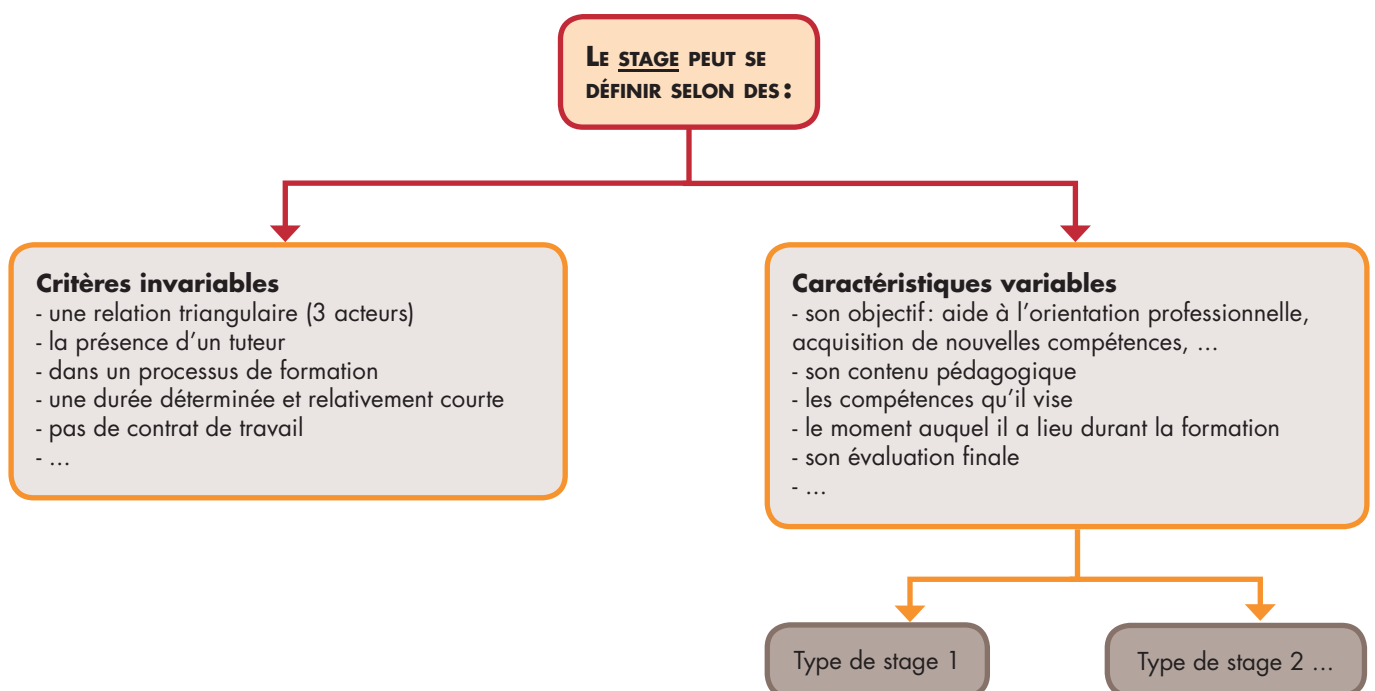 LE STAGE PEUT SE
DÉFINIR SELON DES :
Critères invariables
- une relation triangulaire (3 acteurs)
- la présence d'un tuteur
- dans un processus de formation
- une durée déterminée et relativement courte
- pas de contrat de travail
- ...
Caractéristiques variables
- son objectif : aide à l'orientation professionnelle,
acquisition de nouvelles compétences, ...
- son contenu pédagogique
- les compétences qu'il vise
- le moment auquel il a lieu durant la formation
- son évaluation finale
- ...
Type de stage 1
Type de stage 2 ...